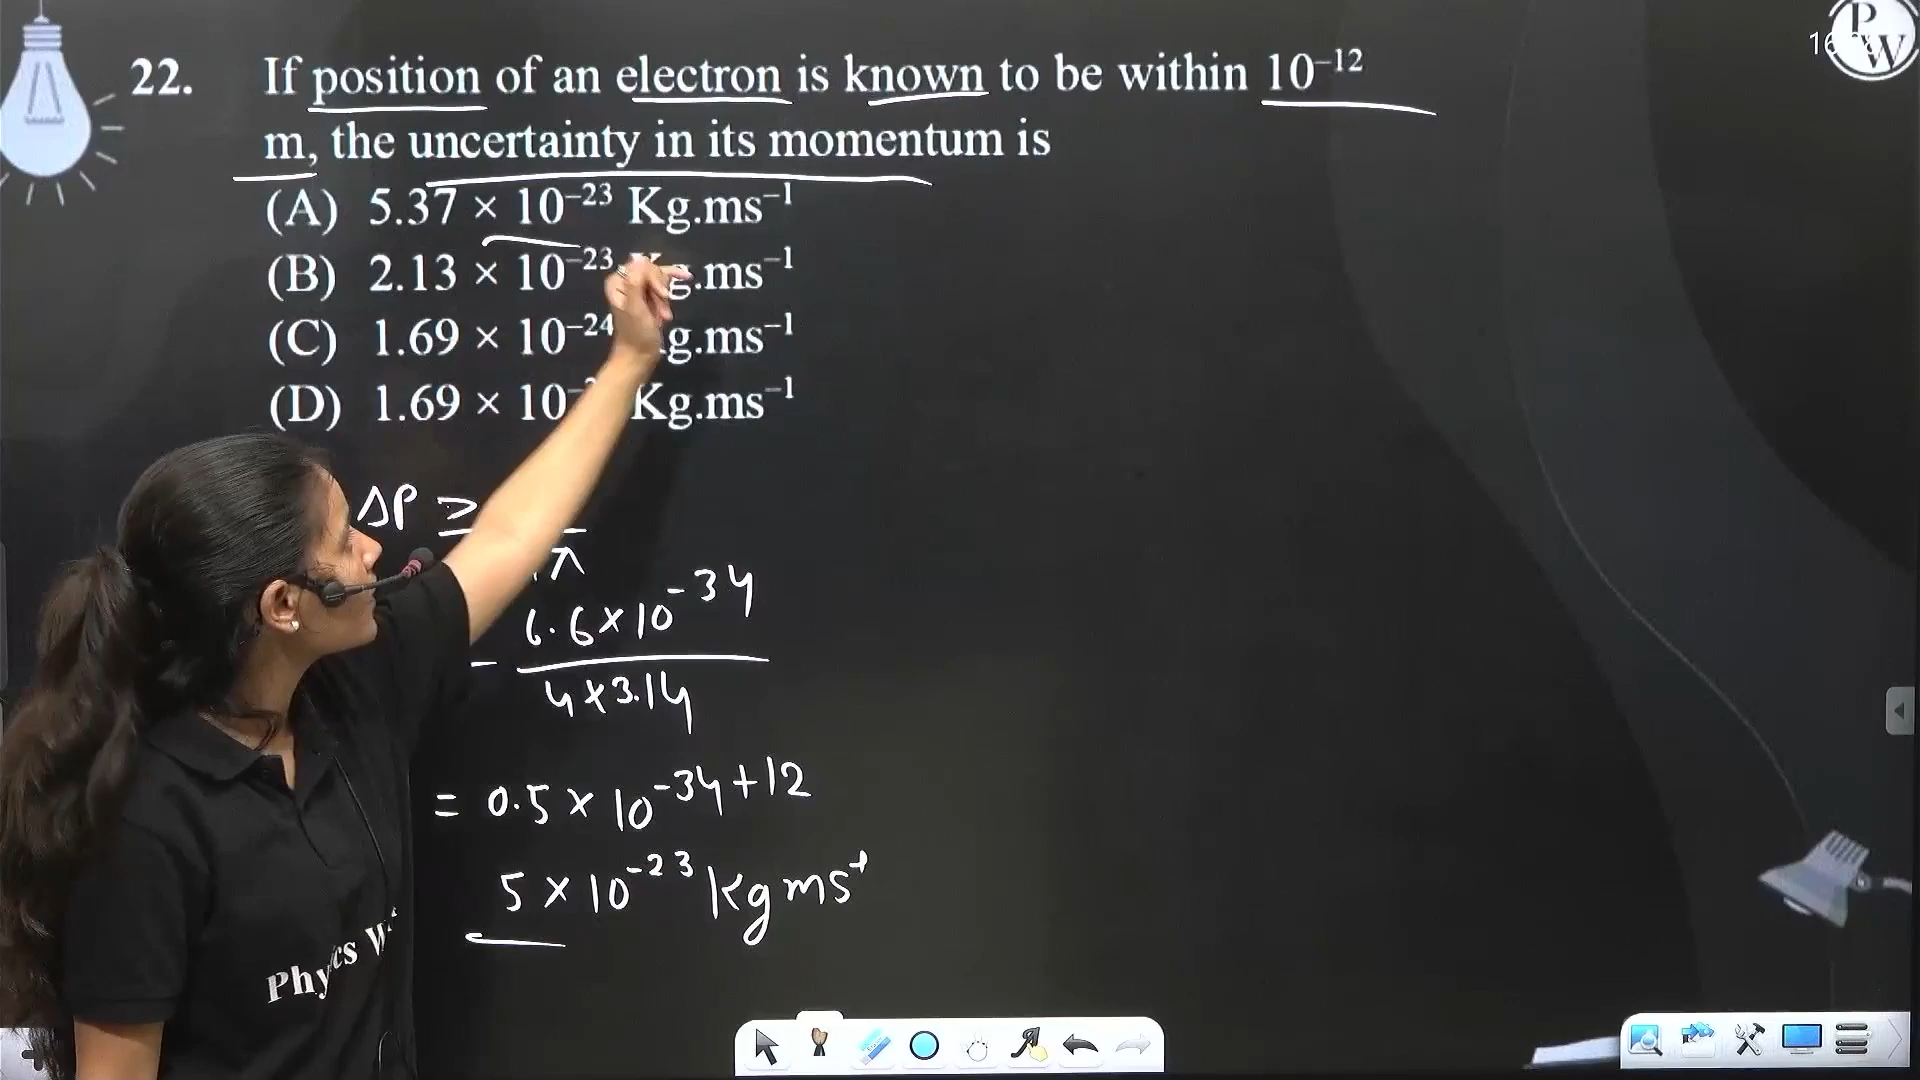 22. If position of an electron is known to be within 10⁻¹²
m, the uncertainty in its momentum is
(A) 5.37 × 10⁻²³ Kg.ms⁻¹
(B) 2.13 × 10⁻²³ Kg.ms⁻¹
(C) 1.69 × 10⁻²⁴ Kg.ms⁻¹
(D) 1.69 × 10⁻ Kg.ms⁻¹
ΔP ≥
π
6.6×10⁻³⁴
4×3.14
= 0.5 × 10⁻³⁴⁺¹²
5 × 10⁻²³ Kg ms⁻¹
PW